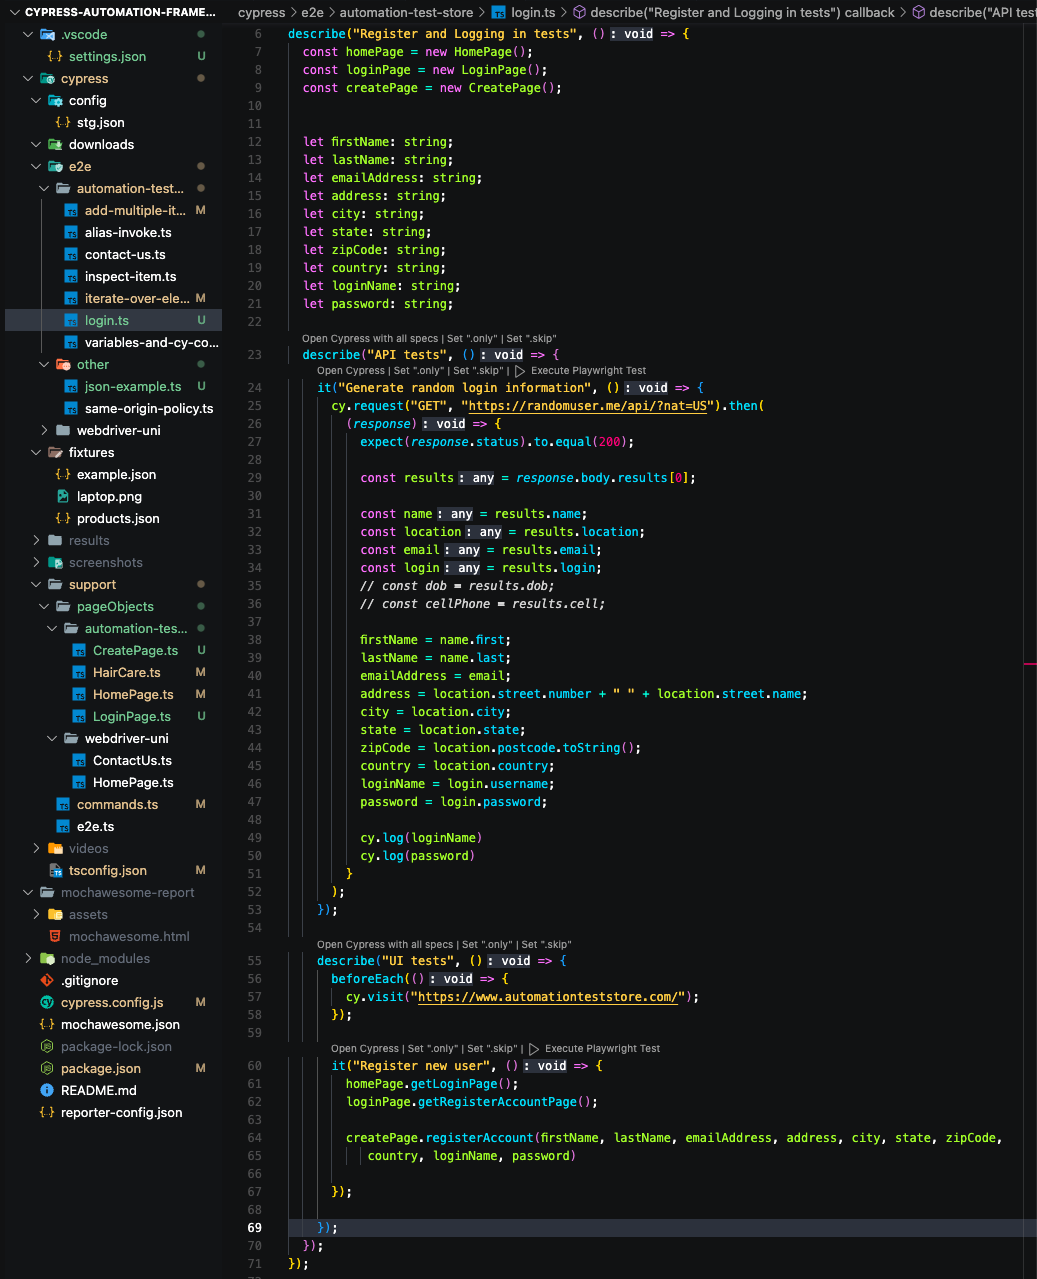 CYPRESS-AUTOMATION-FRAME...
.vscode
settings.json U
cypress
config
stg.json
downloads
e2e
automation-test...
add-multiple-it... M
alias-invoke.ts
contact-us.ts
inspect-item.ts
iterate-over-ele... M
login.ts U
variables-and-cy-co...
other
json-example.ts U
same-origin-policy.ts
webdriver-uni
fixtures
example.json
laptop.png
products.json
results
screenshots
support
pageObjects
automation-tes...
CreatePage.ts U
HairCare.ts M
HomePage.ts M
LoginPage.ts U
webdriver-uni
ContactUs.ts
HomePage.ts
commands.ts M
e2e.ts
videos
tsconfig.json M
mochawesome-report
assets
mochawesome.html
node_modules
.gitignore
cypress.config.js M
mochawesome.json
package-lock.json
package.json M
README.md
reporter-config.json
cypress > e2e > automation-test-store > TS login.ts > describe("Register and Logging in tests") callback > describe("API test
6 describe("Register and Logging in tests", () : void => {
7 const homePage = new HomePage();
8 const loginPage = new LoginPage();
9 const createPage = new CreatePage();
10
11
12 let firstName: string;
13 let lastName: string;
14 let emailAddress: string;
15 let address: string;
16 let city: string;
17 let state: string;
18 let zipCode: string;
19 let country: string;
20 let loginName: string;
21 let password: string;
22
Open Cypress with all specs | Set ".only" | Set ".skip"
23 describe("API tests", () : void => {
Open Cypress | Set ".only" | Set ".skip" | ▷ Execute Playwright Test
24 it("Generate random login information", () : void => {
25 cy.request("GET", "https://randomuser.me/api/?nat=US").then(
26 (response) : void => {
27 expect(response.status).to.equal(200);
28
29 const results : any = response.body.results[0];
30
31 const name : any = results.name;
32 const location : any = results.location;
33 const email : any = results.email;
34 const login : any = results.login;
35 // const dob = results.dob;
36 // const cellPhone = results.cell;
37
38 firstName = name.first;
39 lastName = name.last;
40 emailAddress = email;
41 address = location.street.number + " " + location.street.name;
42 city = location.city;
43 state = location.state;
44 zipCode = location.postcode.toString();
45 country = location.country;
46 loginName = login.username;
47 password = login.password;
48
49 cy.log(loginName)
50 cy.log(password)
51 }
52 );
53 });
54
Open Cypress with all specs | Set ".only" | Set ".skip"
55 describe("UI tests", () : void => {
56 beforeEach(() : void => {
57 cy.visit("https://www.automationteststore.com/");
58 });
59
Open Cypress | Set ".only" | Set ".skip" | ▷ Execute Playwright Test
60 it("Register new user", () : void => {
61 homePage.getLoginPage();
62 loginPage.getRegisterAccountPage();
63
64 createPage.registerAccount(firstName, lastName, emailAddress, address, city, state, zipCode,
65 country, loginName, password)
66
67 });
68
69 });
70 });
71 });